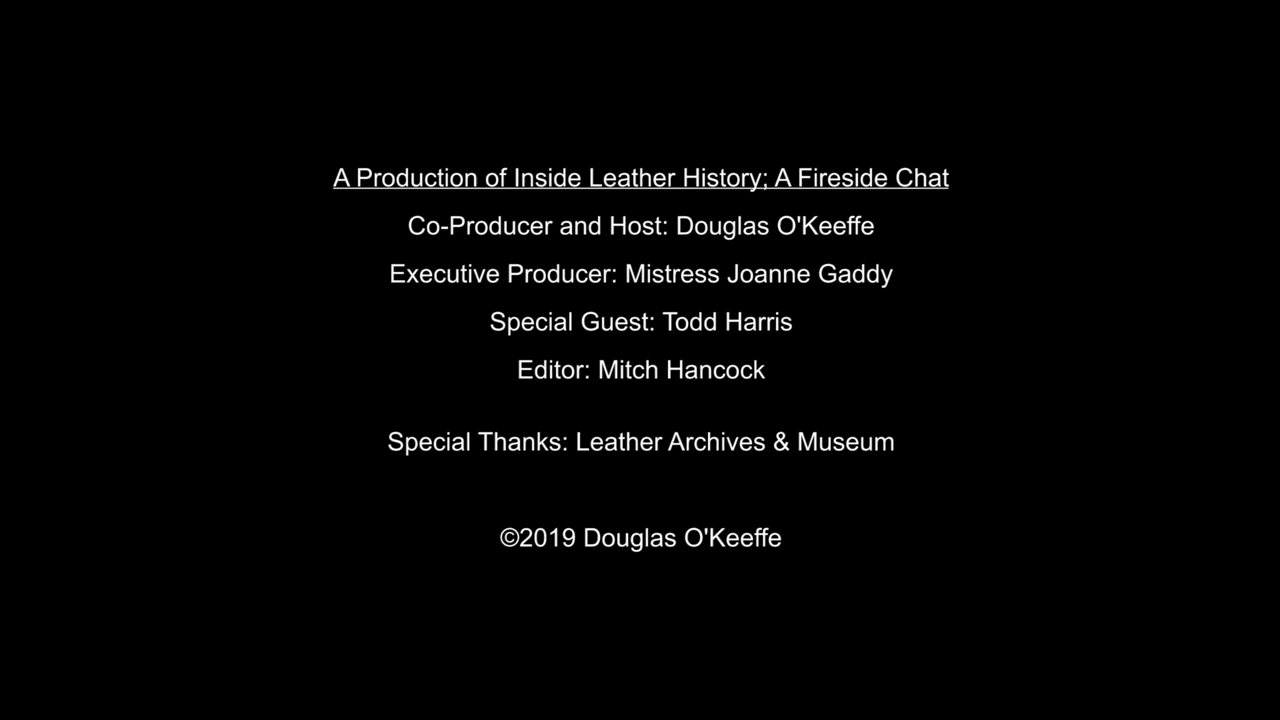 A Production of Inside Leather History; A Fireside Chat
Co-Producer and Host: Douglas O'Keeffe
Executive Producer: Mistress Joanne Gaddy
Special Guest: Todd Harris
Editor: Mitch Hancock
Special Thanks: Leather Archives & Museum
©2019 Douglas O'Keeffe